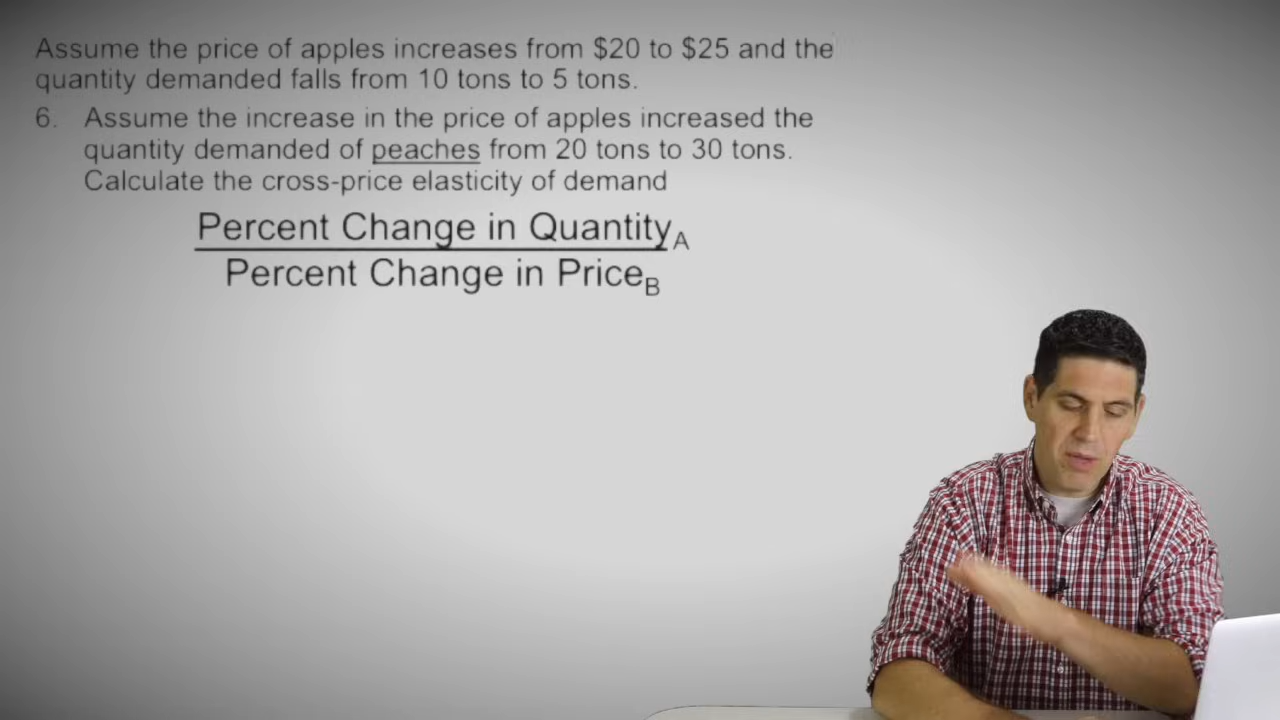 Assume the price of apples increases from $20 to $25 and the
quantity demanded falls from 10 tons to 5 tons.
6. Assume the increase in the price of apples increased the
quantity demanded of peaches from 20 tons to 30 tons.
Calculate the cross-price elasticity of demand
Percent Change in Quantity A
Percent Change in Price B